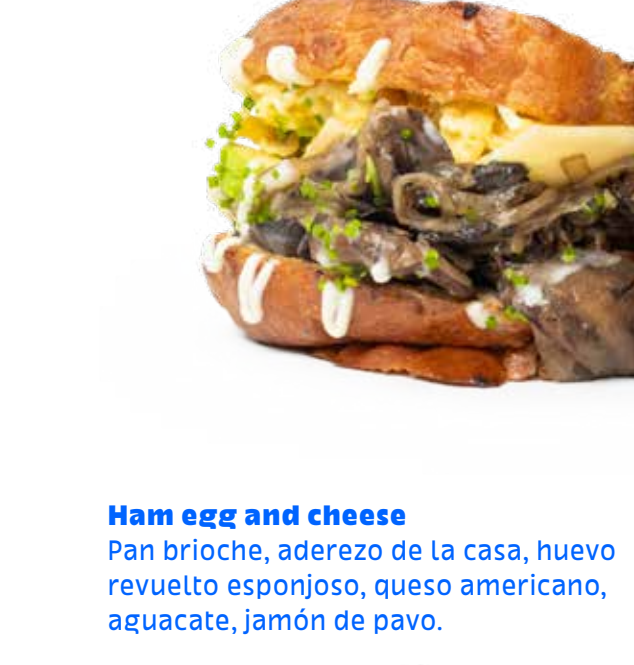 Ham egg and cheese
Pan brioche, aderezo de la casa, huevo
revuelto esponjoso, queso americano,
aguacate, jamón de pavo.